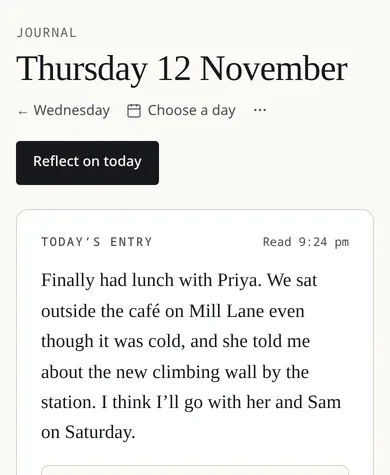 JOURNAL
Thursday 12 November
← Wednesday Choose a day ···
Reflect on today
TODAY’S ENTRY Read 9:24 pm
Finally had lunch with Priya. We sat
outside the café on Mill Lane even
though it was cold, and she told me
about the new climbing wall by the
station. I think I’ll go with her and Sam
on Saturday.